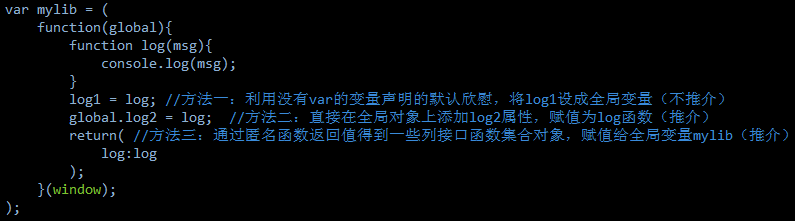 var mylib = (
function(global){
function log(msg){
console.log(msg);
}
log1 = log; //方法一：利用没有var的变量声明的默认欣慰，将log1设成全局变量（不推介）
global.log2 = log; //方法二：直接在全局对象上添加log2属性，赋值为log函数（推介）
return( //方法三：通过匿名函数返回值得到一些列接口函数集合对象，赋值给全局变量mylib（推介）
log:log
);
}(window);
);